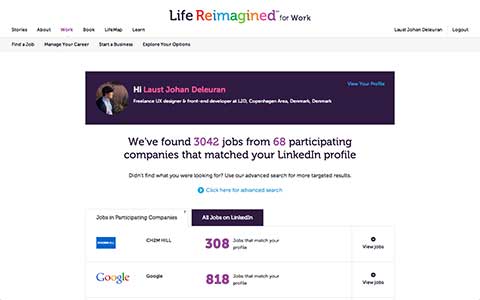 Life Reimagined™ for Work
Stories About Work Book LifeMap Learn Laust Johan Deleuran Logout
Find a Job Manage Your Career Start a Business Explore Your Options
View Your Profile
Hi Laust Johan Deleuran
Freelance UX designer & front-end developer at LJD, Copenhagen Area, Denmark, Denmark
We've found 3042 jobs from 68 participating
companies that matched your LinkedIn profile
Didn't find what you were looking for? Use our advanced search for more targeted results.
Click here for advanced search
Jobs in Participating Companies All Jobs on LinkedIn
CH2M HILL CH2M HILL 308 Jobs that match your
profile
View jobs
Google Google 818 Jobs that match your
profile
View jobs